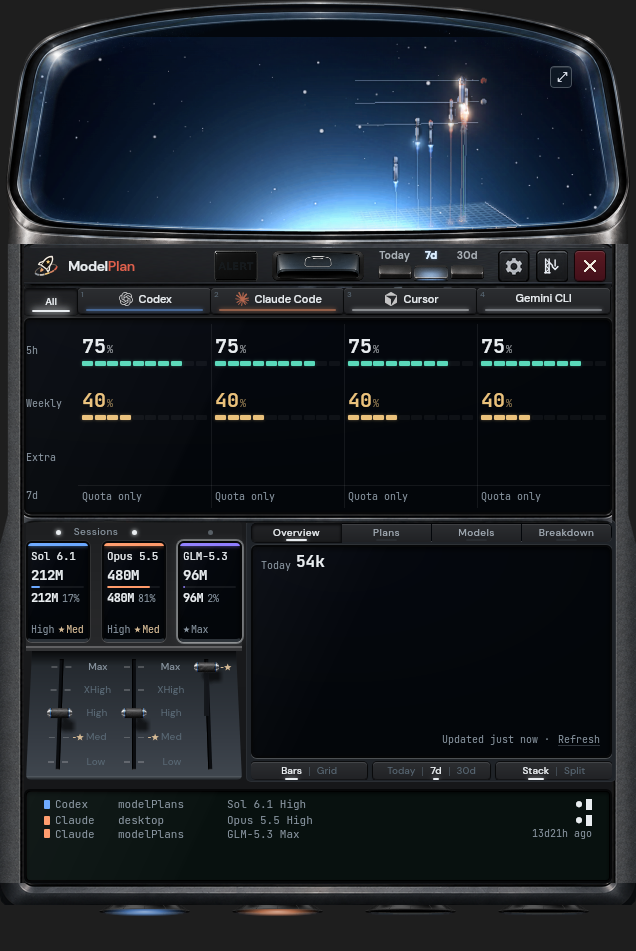 ModelPlan
ALERT
Today 7d 30d
All
1 Codex
2 Claude Code
3 Cursor
4 Gemini CLI
5h 75% 75% 75% 75%
Weekly 40% 40% 40% 40%
Extra
7d Quota only Quota only Quota only Quota only
Sessions
Sol 6.1 Opus 5.5 GLM-5.3
212M 480M 96M
212M 17% 480M 81% 96M 2%
High ★Med High ★Med ★Max
Max Max ★
XHigh XHigh
High High
★ Med ★ Med
Low Low
Overview Plans Models Breakdown
Today 54k
Updated just now · Refresh
Bars | Grid Today | 7d | 30d Stack | Split
Codex modelPlans Sol 6.1 High
Claude desktop Opus 5.5 High
Claude modelPlans GLM-5.3 Max 13d21h ago